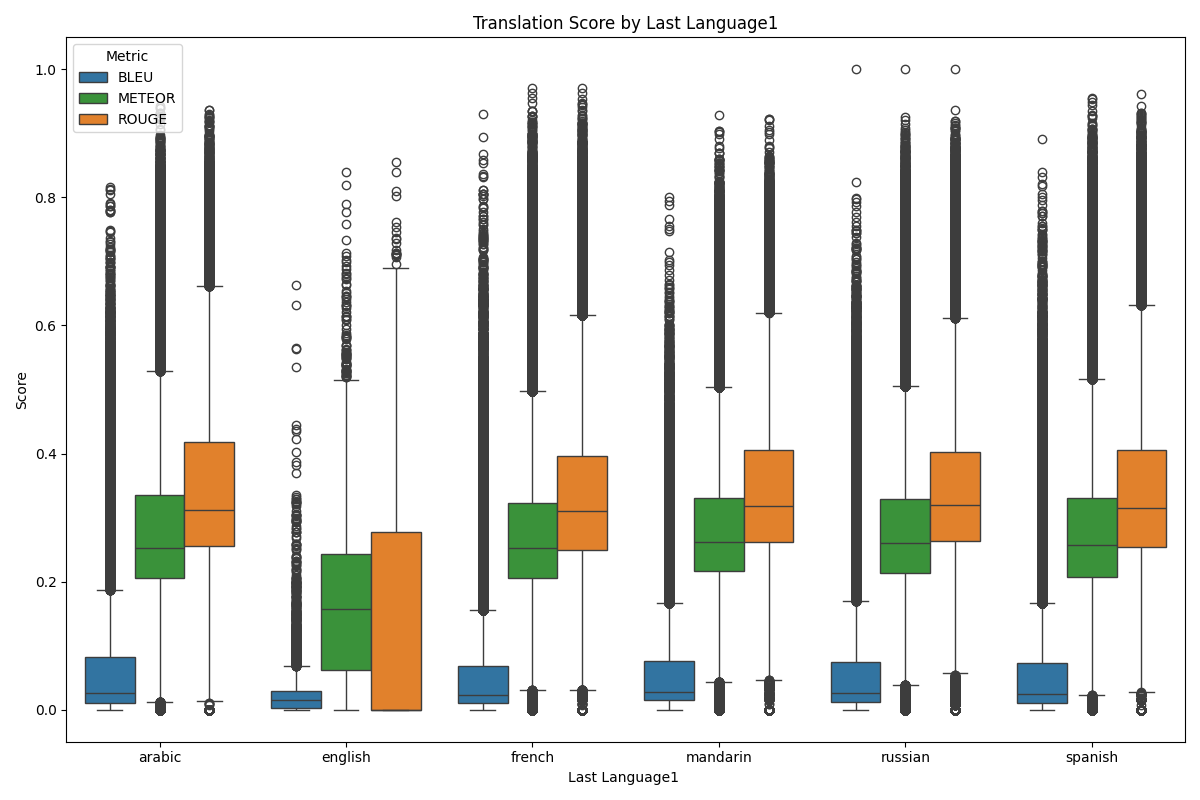 Translation Score by Last Language1
Metric
BLEU
METEOR
ROUGE
1.0
0.8
0.6
0.4
0.2
0.0
Score
arabic
english
french
mandarin
russian
spanish
Last Language1